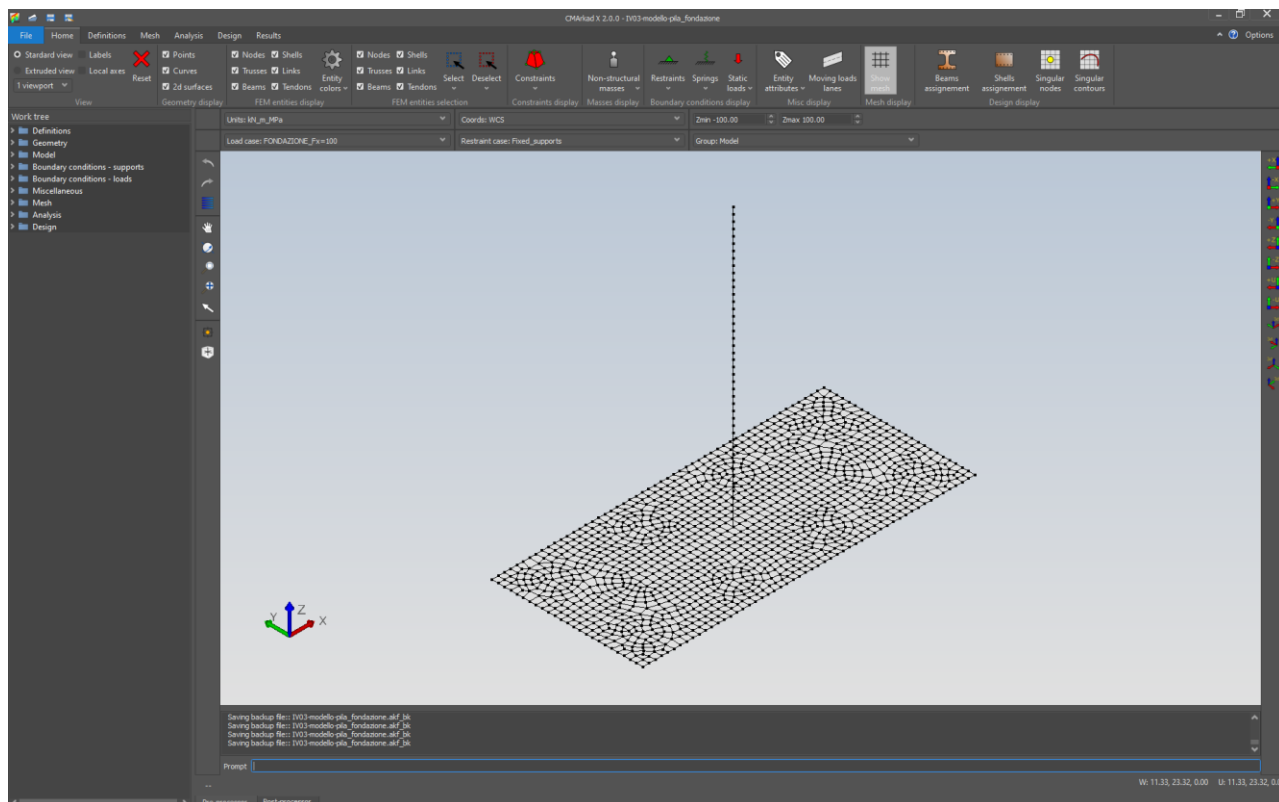 CMArkad X 2.0.0 - IV03-modello-pila_fondazione
File Home Definitions Mesh Analysis Design Results Options
Standard view Labels Points Nodes Shells Nodes Shells
Extruded view Local axes Reset Curves Trusses Links Entity colors Trusses Links Select Deselect Constraints Non-structural masses Restraints Springs Static loads Entity attributes Moving loads lanes Show mesh Beams assignement Shells assignement Singular nodes Singular contours
1 viewport 2d surfaces Beams Tendons Beams Tendons
View Geometry display FEM entities display FEM entities selection Constraints display Masses display Boundary conditions display Misc display Mesh display Design display
Work tree
Units: kN_m_MPa Coords: WCS Zmin -100.00 Zmax 100.00
Load case: FONDAZIONE_Fx=100 Restraint case: Fixed_supports Group: Model
Definitions
Geometry
Model
Boundary conditions - supports
Boundary conditions - loads
Miscellaneous
Mesh
Analysis
Design
Z
Y
X
Saving backup file:: IV03-modello-pila_fondazione.akf_bk
Saving backup file:: IV03-modello-pila_fondazione.akf_bk
Saving backup file:: IV03-modello-pila_fondazione.akf_bk
Saving backup file:: IV03-modello-pila_fondazione.akf_bk
Prompt
W: 11.33, 23.32, 0.00 U: 11.33, 23.32,